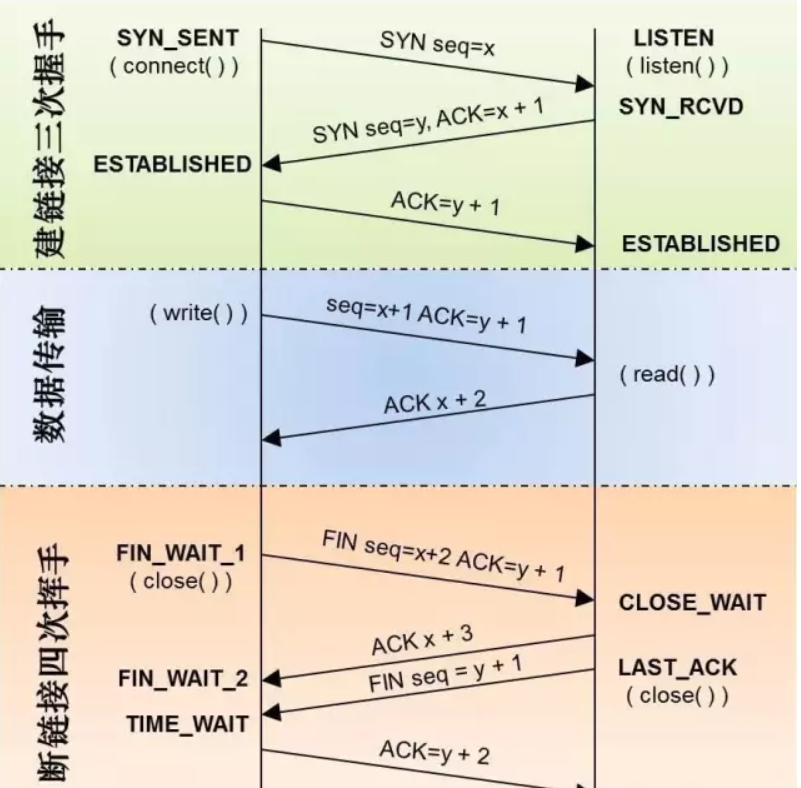 建链接三次握手
SYN_SENT
( connect( ) )
SYN seq=x
LISTEN
( listen( ) )
SYN_RCVD
SYN seq=y, ACK=x + 1
ESTABLISHED
ACK=y + 1
ESTABLISHED
数据传输
( write( ) )
seq=x+1 ACK=y + 1
( read( ) )
ACK x + 2
断链接四次挥手
FIN_WAIT_1
( close( ) )
FIN seq=x+2 ACK=y + 1
CLOSE_WAIT
ACK x + 3
FIN_WAIT_2
FIN seq = y + 1
LAST_ACK
( close( ) )
TIME_WAIT
ACK=y + 2